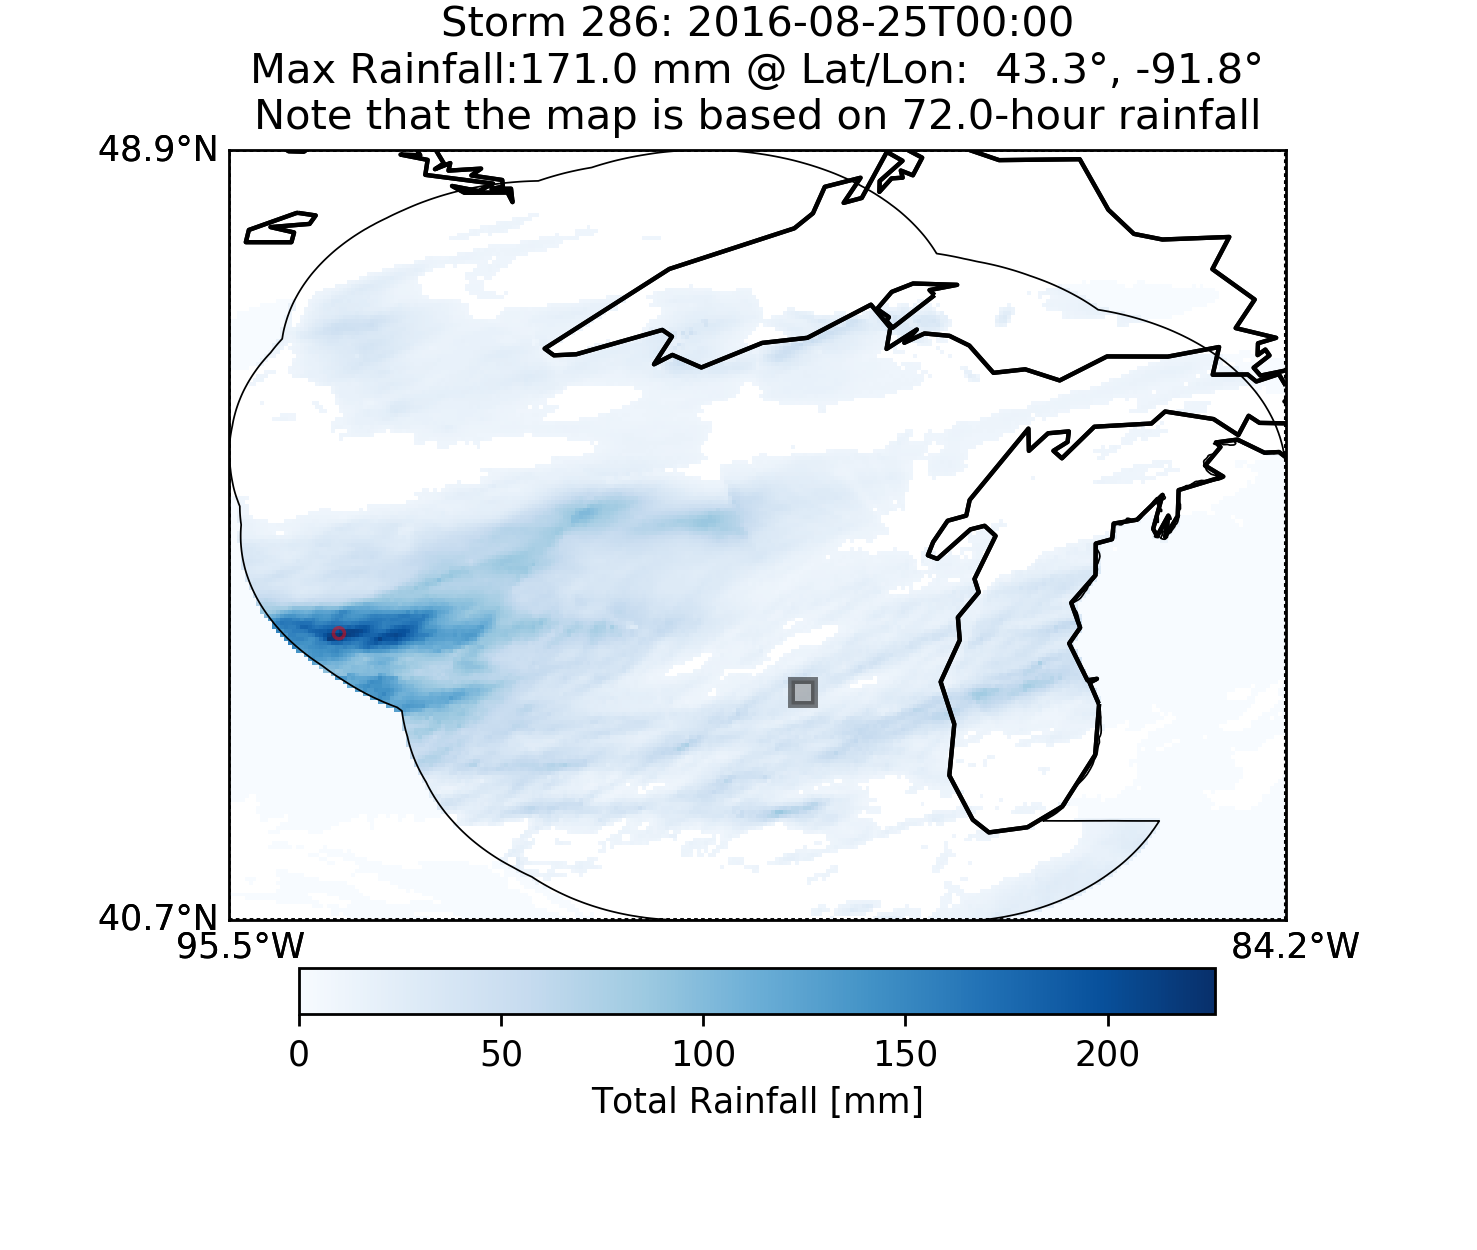 Storm 286: 2016-08-25T00:00
Max Rainfall:171.0 mm @ Lat/Lon:  43.3°, -91.8°
Note that the map is based on 72.0-hour rainfall
48.9°N
40.7°N
95.5°W 84.2°W
0 50 100 150 200
Total Rainfall [mm]